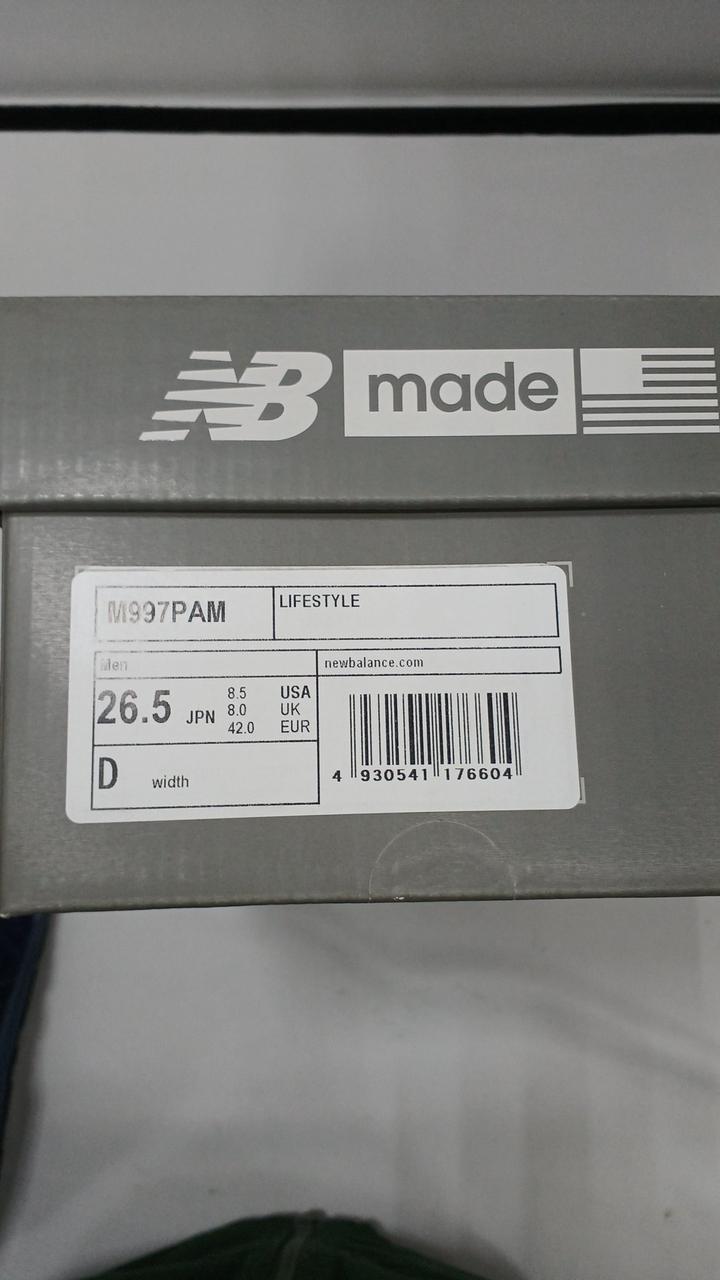 NB made
M997PAM LIFESTYLE
Men newbalance.com
26.5 JPN 8.5 USA
8.0 UK
42.0 EUR
D width
4 930541 176604